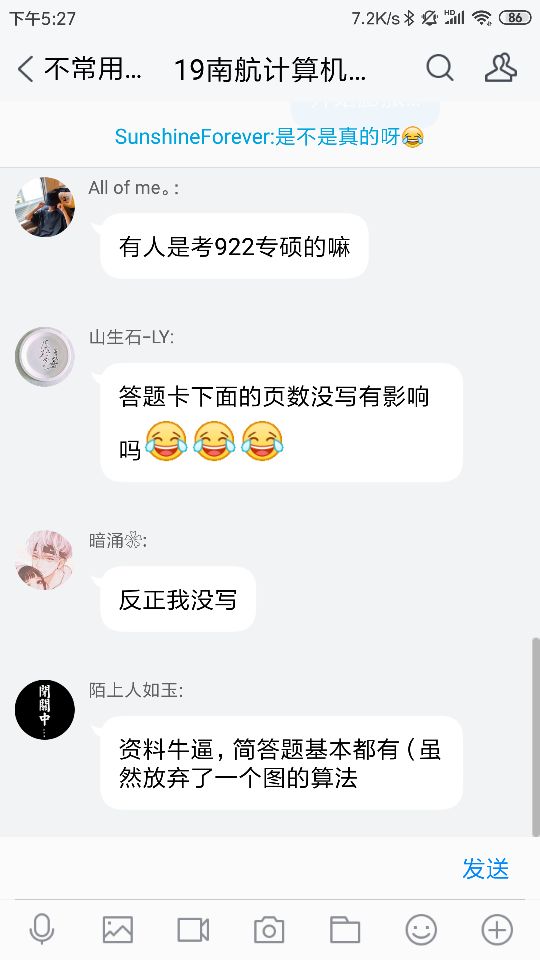 下午5:27
7.2K/s
HD
86
不常用...
19南航计算机...
SunshineForever:是不是真的呀😂
All of me。:
有人是考922专硕的嘛
山生石-LY:
答题卡下面的页数没写有影响
吗😂😂😂
暗涌❀:
反正我没写
閉關中...
陌上人如玉:
资料牛逼,简答题基本都有(虽
然放弃了一个图的算法
发送